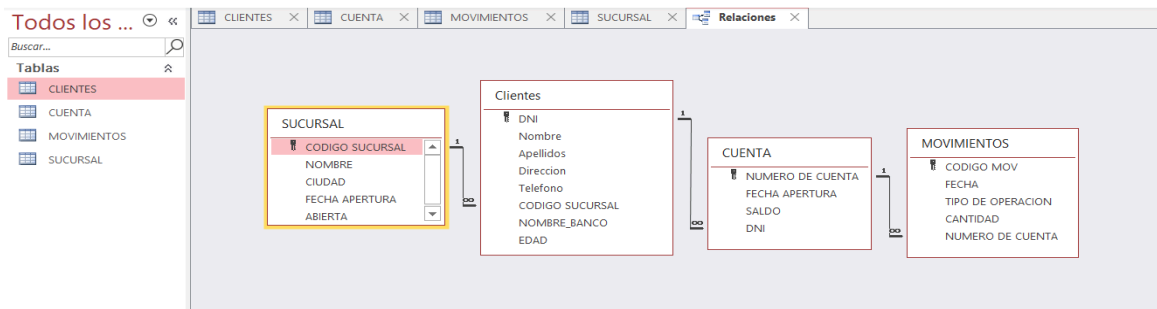 Todos los ...
Buscar...
Tablas
CLIENTES
CUENTA
MOVIMIENTOS
SUCURSAL
CLIENTES
CUENTA
MOVIMIENTOS
SUCURSAL
Relaciones
SUCURSAL
CODIGO SUCURSAL
NOMBRE
CIUDAD
FECHA APERTURA
ABIERTA
1
∞
Clientes
DNI
Nombre
Apellidos
Direccion
Telefono
CODIGO SUCURSAL
NOMBRE_BANCO
EDAD
1
∞
CUENTA
NUMERO DE CUENTA
FECHA APERTURA
SALDO
DNI
1
∞
MOVIMIENTOS
CODIGO MOV
FECHA
TIPO DE OPERACION
CANTIDAD
NUMERO DE CUENTA